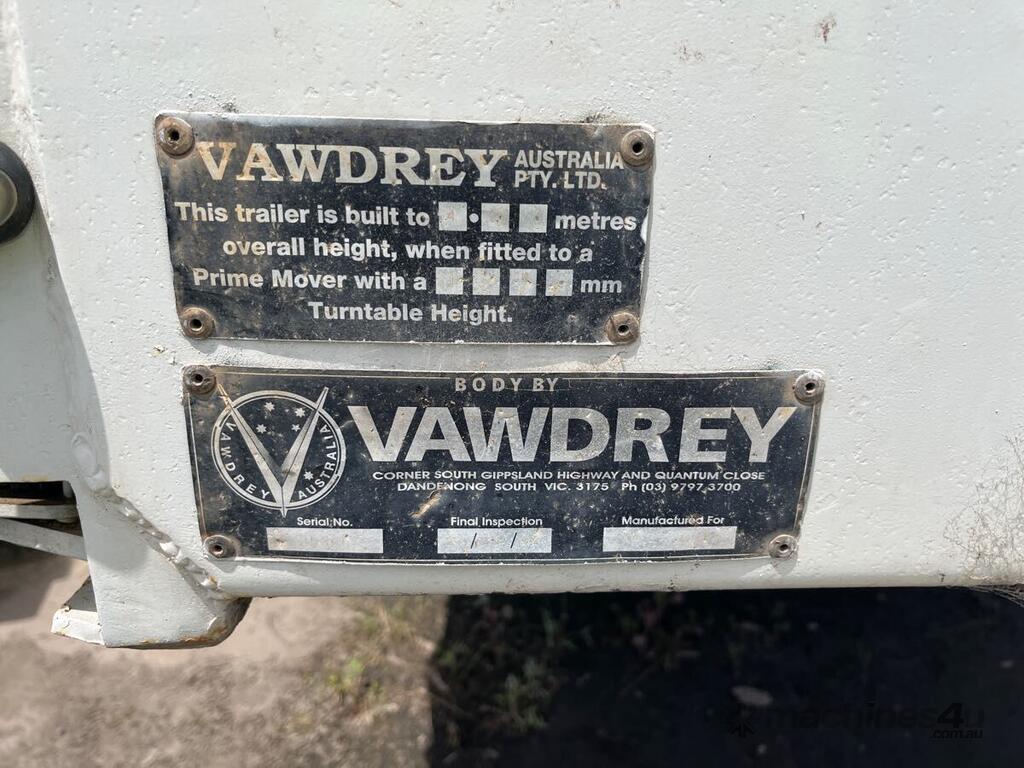 VAWDREY AUSTRALIA PTY. LTD.
This trailer is built to . metres
overall height, when fitted to a
Prime Mover with a mm
Turntable Height.
BODY BY
VAWDREY
VAWDREY AUSTRALIA
CORNER SOUTH GIPPSLAND HIGHWAY AND QUANTUM CLOSE
DANDENONG SOUTH VIC. 3175 Ph (03) 9797 3700
Serial No. Final Inspection Manufactured For
/ /
machines4u
.com.au